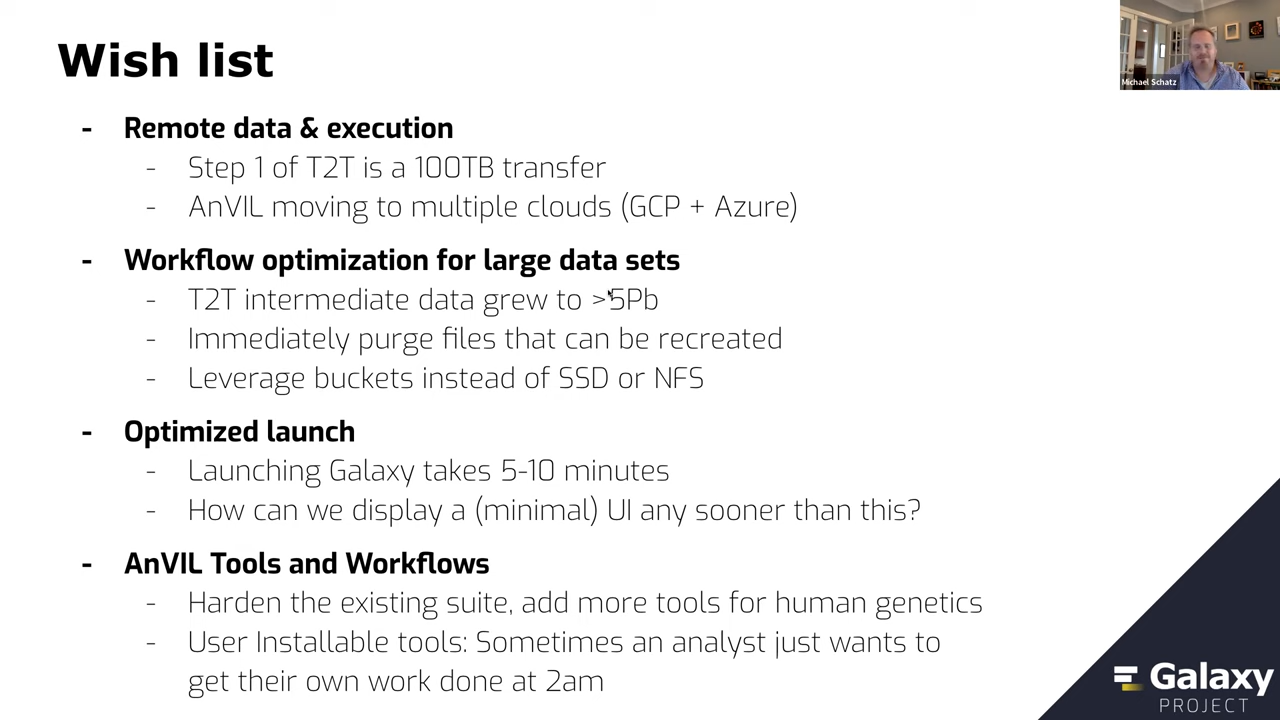 Wish list
Michael Schatz
- Remote data & execution
- Step 1 of T2T is a 100TB transfer
- AnVIL moving to multiple clouds (GCP + Azure)
- Workflow optimization for large data sets
- T2T intermediate data grew to >5Pb
- Immediately purge files that can be recreated
- Leverage buckets instead of SSD or NFS
- Optimized launch
- Launching Galaxy takes 5-10 minutes
- How can we display a (minimal) UI any sooner than this?
- AnVIL Tools and Workflows
- Harden the existing suite, add more tools for human genetics
- User Installable tools: Sometimes an analyst just wants to
get their own work done at 2am
Galaxy
PROJECT